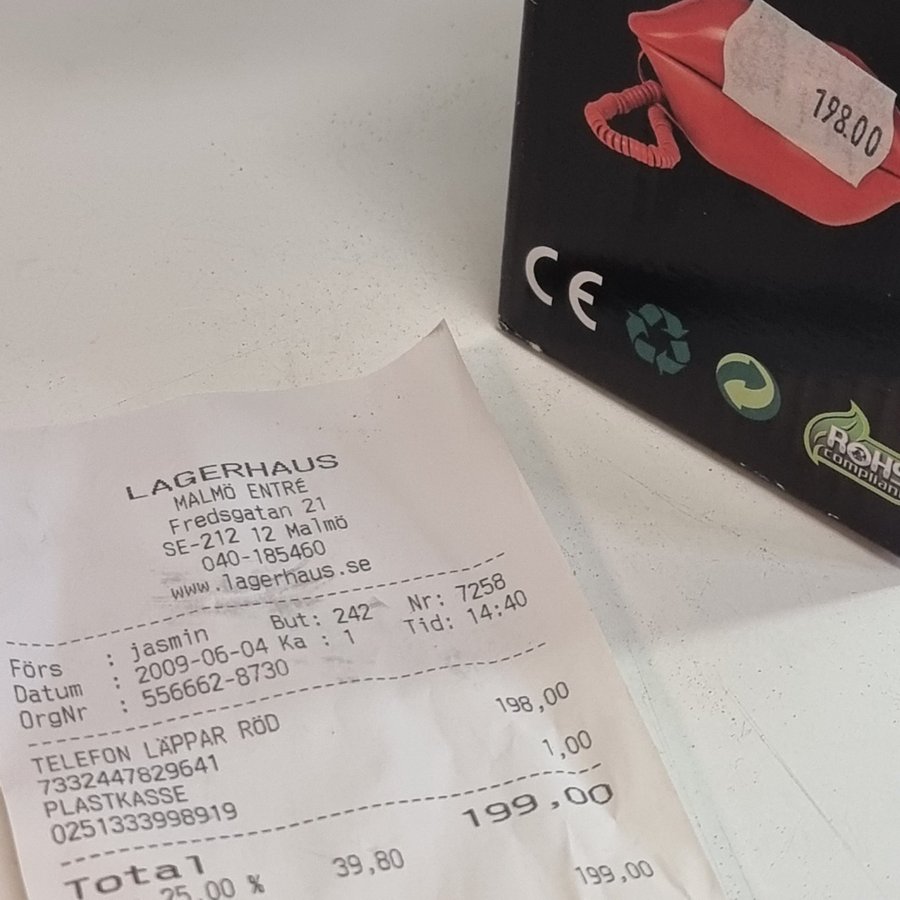 198.00
CE
ROHS
compliant
LAGERHAUS
MALMÖ ENTRÉ
Fredsgatan 21
SE-212 12 Malmö
040-185460
www.lagerhaus.se
Förs : jasmin But: 242 Nr: 7258
Datum : 2009-06-04 Ka : 1 Tid: 14:40
OrgNr : 556662-8730
TELEFON LÄPPAR RÖD 198,00
7332447829641
PLASTKASSE 1,00
0251333998919
Total 199,00
25,00 % 39,80 199,00